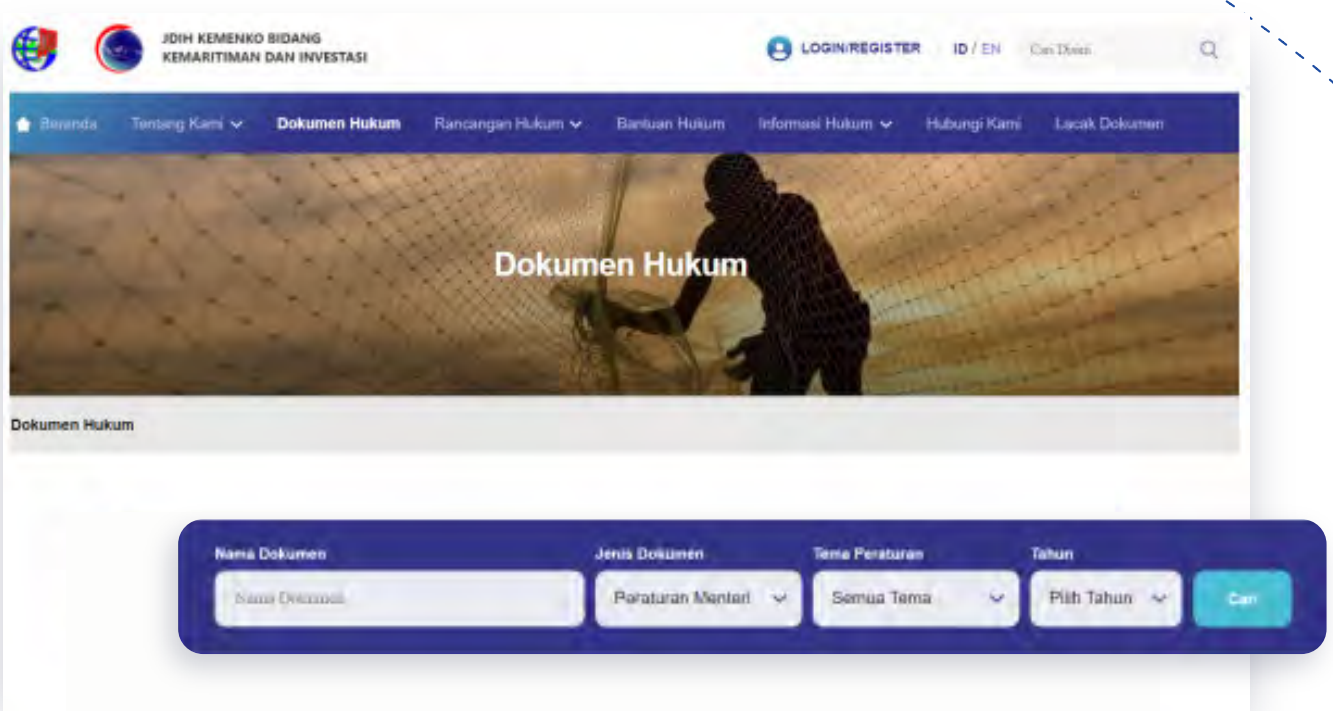 JDIH KEMENKO BIDANG
KEMARITIMAN DAN INVESTASI
LOGIN/REGISTER
ID / EN
Cari Disini
Beranda
Tentang Kami
Dokumen Hukum
Rancangan Hukum
Bantuan Hukum
Informasi Hukum
Hubungi Kami
Lacak Dokumen
Dokumen Hukum
Dokumen Hukum
Nama Dokumen
Jenis Dokumen
Tema Peraturan
Tahun
Nama Dokumen
Peraturan Menteri
Semua Tema
Pilih Tahun
Cari